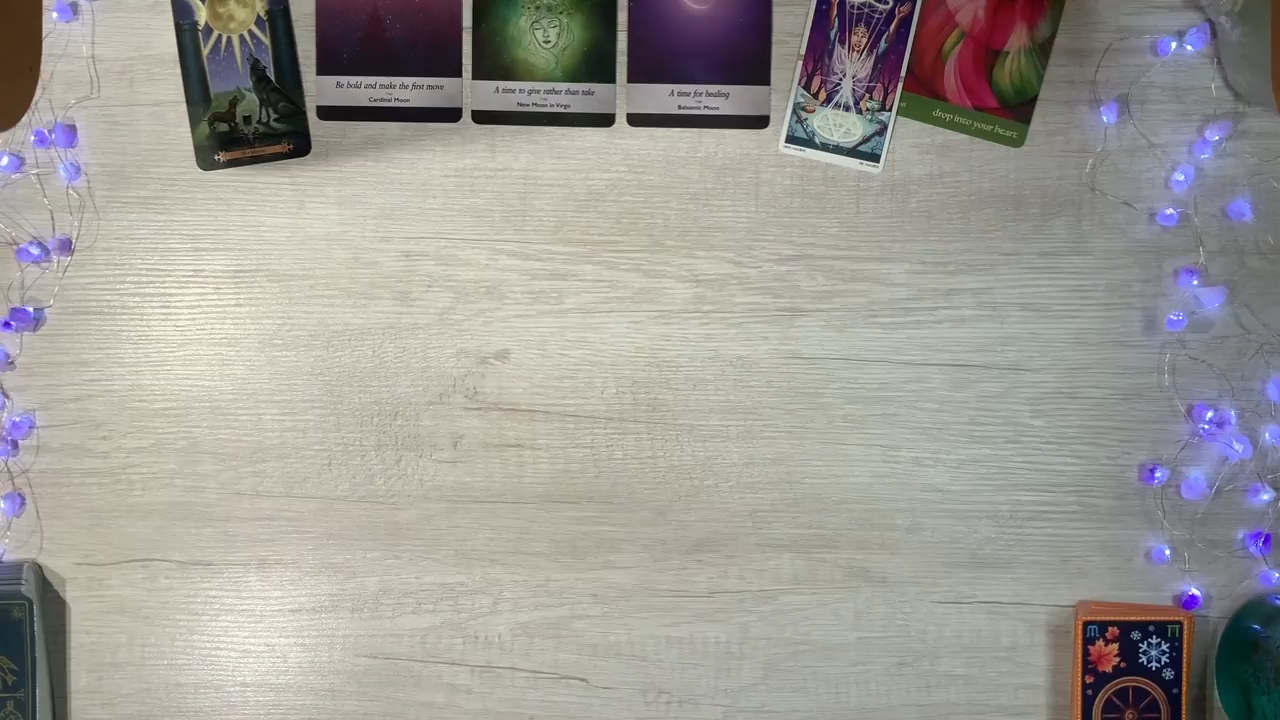 Be bold and make the first move
Cardinal Moon
A time to give rather than take
New Moon in Virgo
A time for healing
Balsamic Moon
drop into your heart